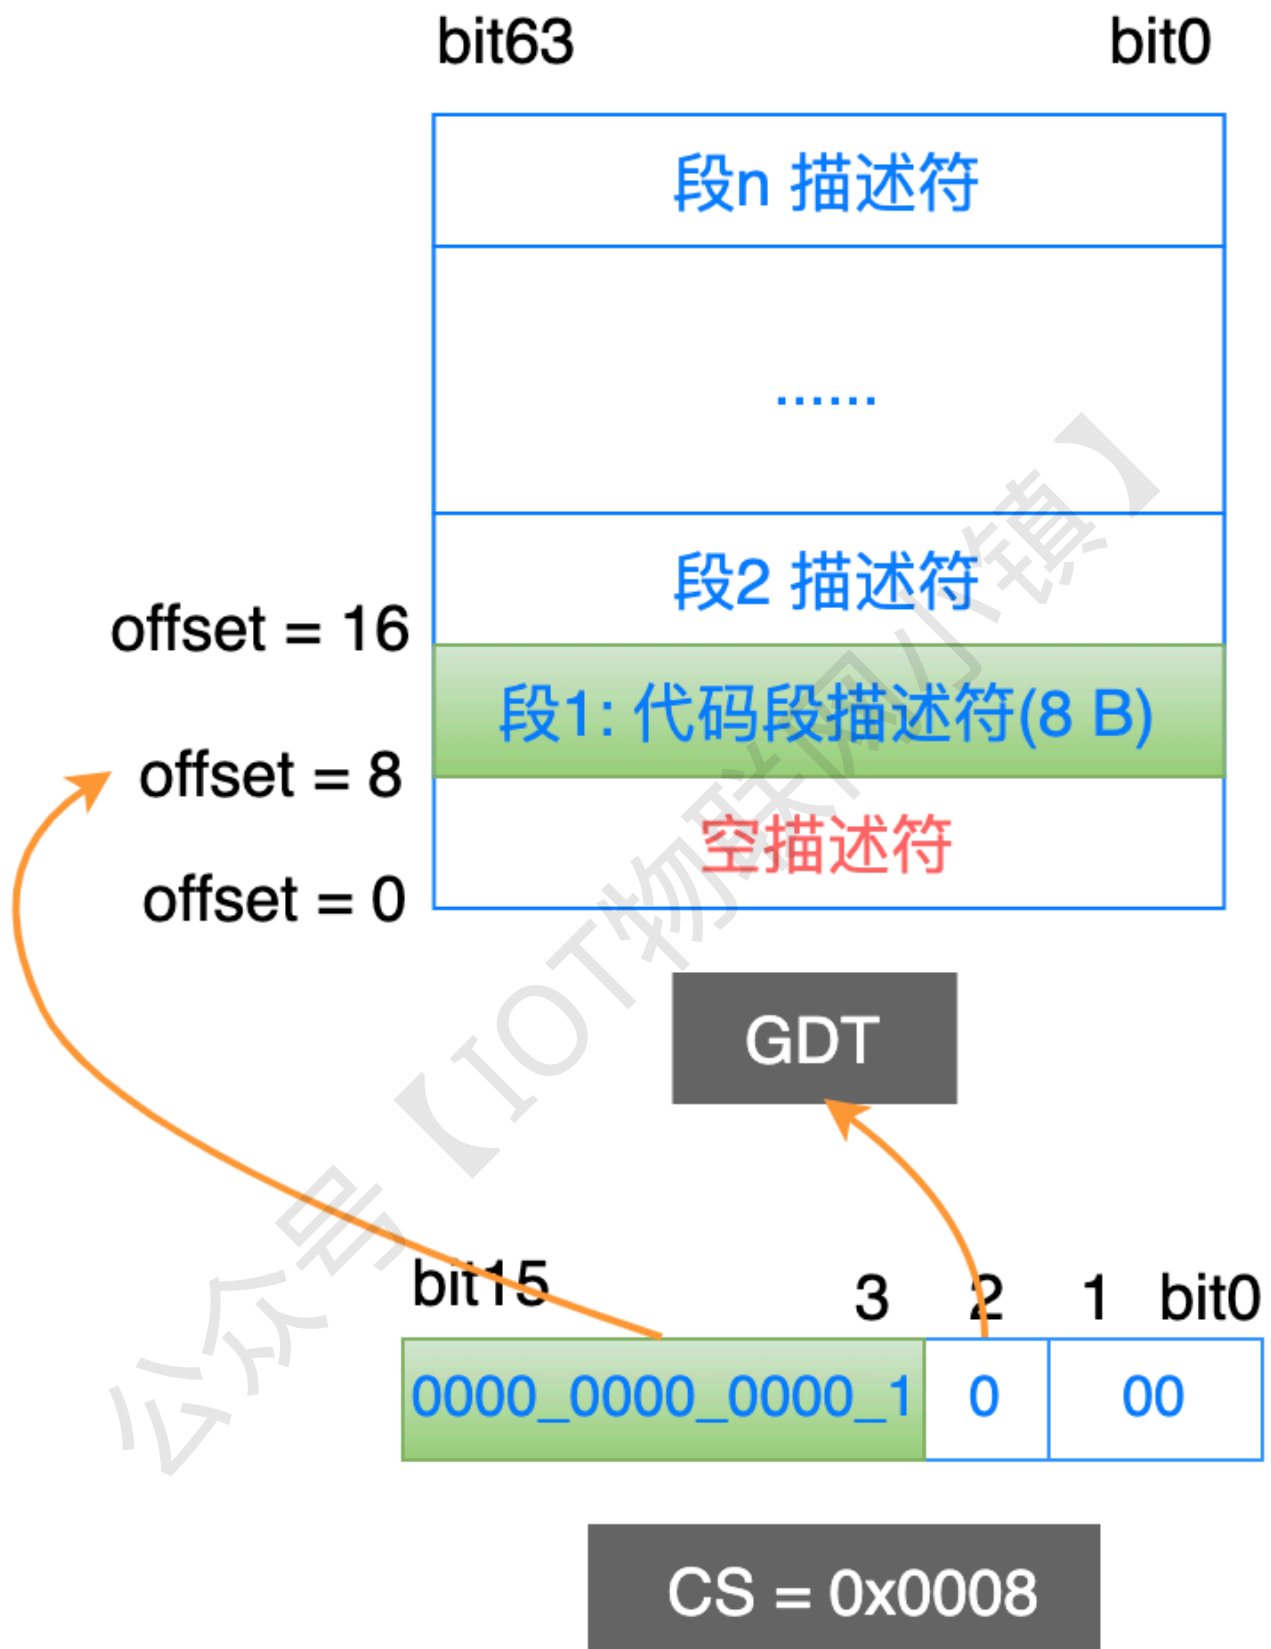 bit63 bit0
段n 描述符
......
段2 描述符
offset = 16
段1: 代码段描述符(8 B)
offset = 8
空描述符
offset = 0
GDT
bit15 3 2 1 bit0
0000_0000_0000_1 0 00
CS = 0x0008
公众号【IOT物联网小镇】